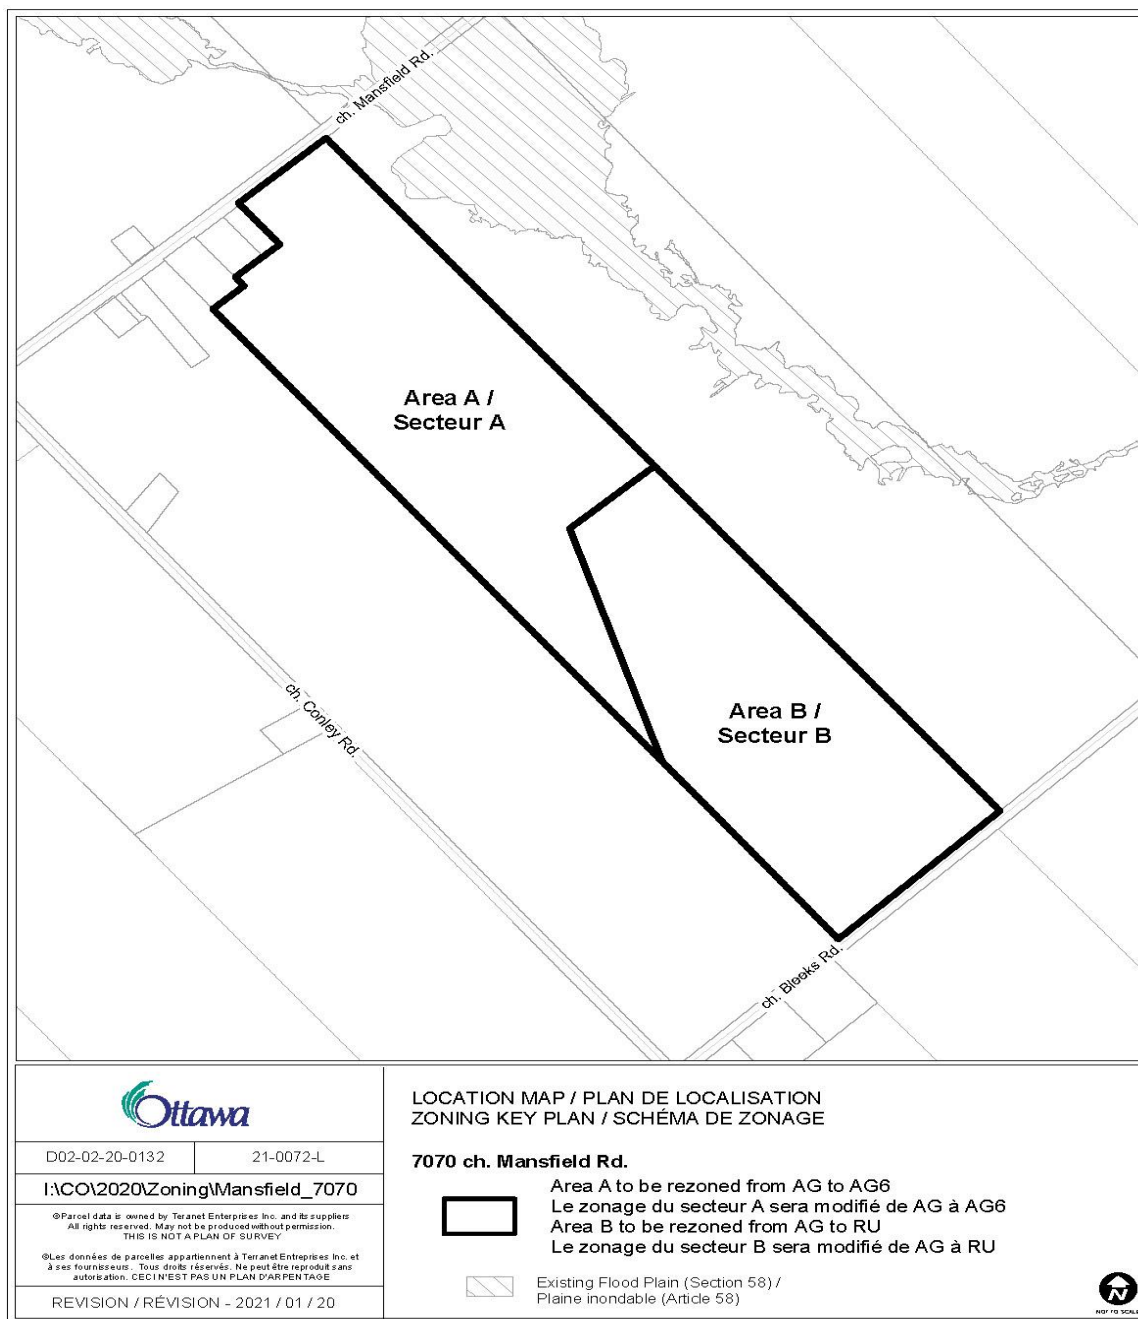 ch. Mansfield Rd.
Area A /
Secteur A
Area B /
Secteur B
ch. Conley Rd.
ch. Bleeks Rd.
Ottawa
D02-02-20-0132
21-0072-L
I:\CO\2020\Zoning\Mansfield_7070
©Parcel data is owned by Teranet Enterprises Inc. and its suppliers
All rights reserved. May not be produced without permission.
THIS IS NOT A PLAN OF SURVEY
©Les données de parcelles appartiennent à Terranet Entreprises Inc. et
à ses fournisseurs. Tous droits réservés. Ne peut être reproduit sans
autorisation. CECI N'EST PAS UN PLAN D'ARPENTAGE
REVISION / RÉVISION - 2021 / 01 / 20
LOCATION MAP / PLAN DE LOCALISATION
ZONING KEY PLAN / SCHÉMA DE ZONAGE
7070 ch. Mansfield Rd.
Area A to be rezoned from AG to AG6
Le zonage du secteur A sera modifié de AG à AG6
Area B to be rezoned from AG to RU
Le zonage du secteur B sera modifié de AG à RU
Existing Flood Plain (Section 58) /
Plaine inondable (Article 58)
N
NOT TO SCALE